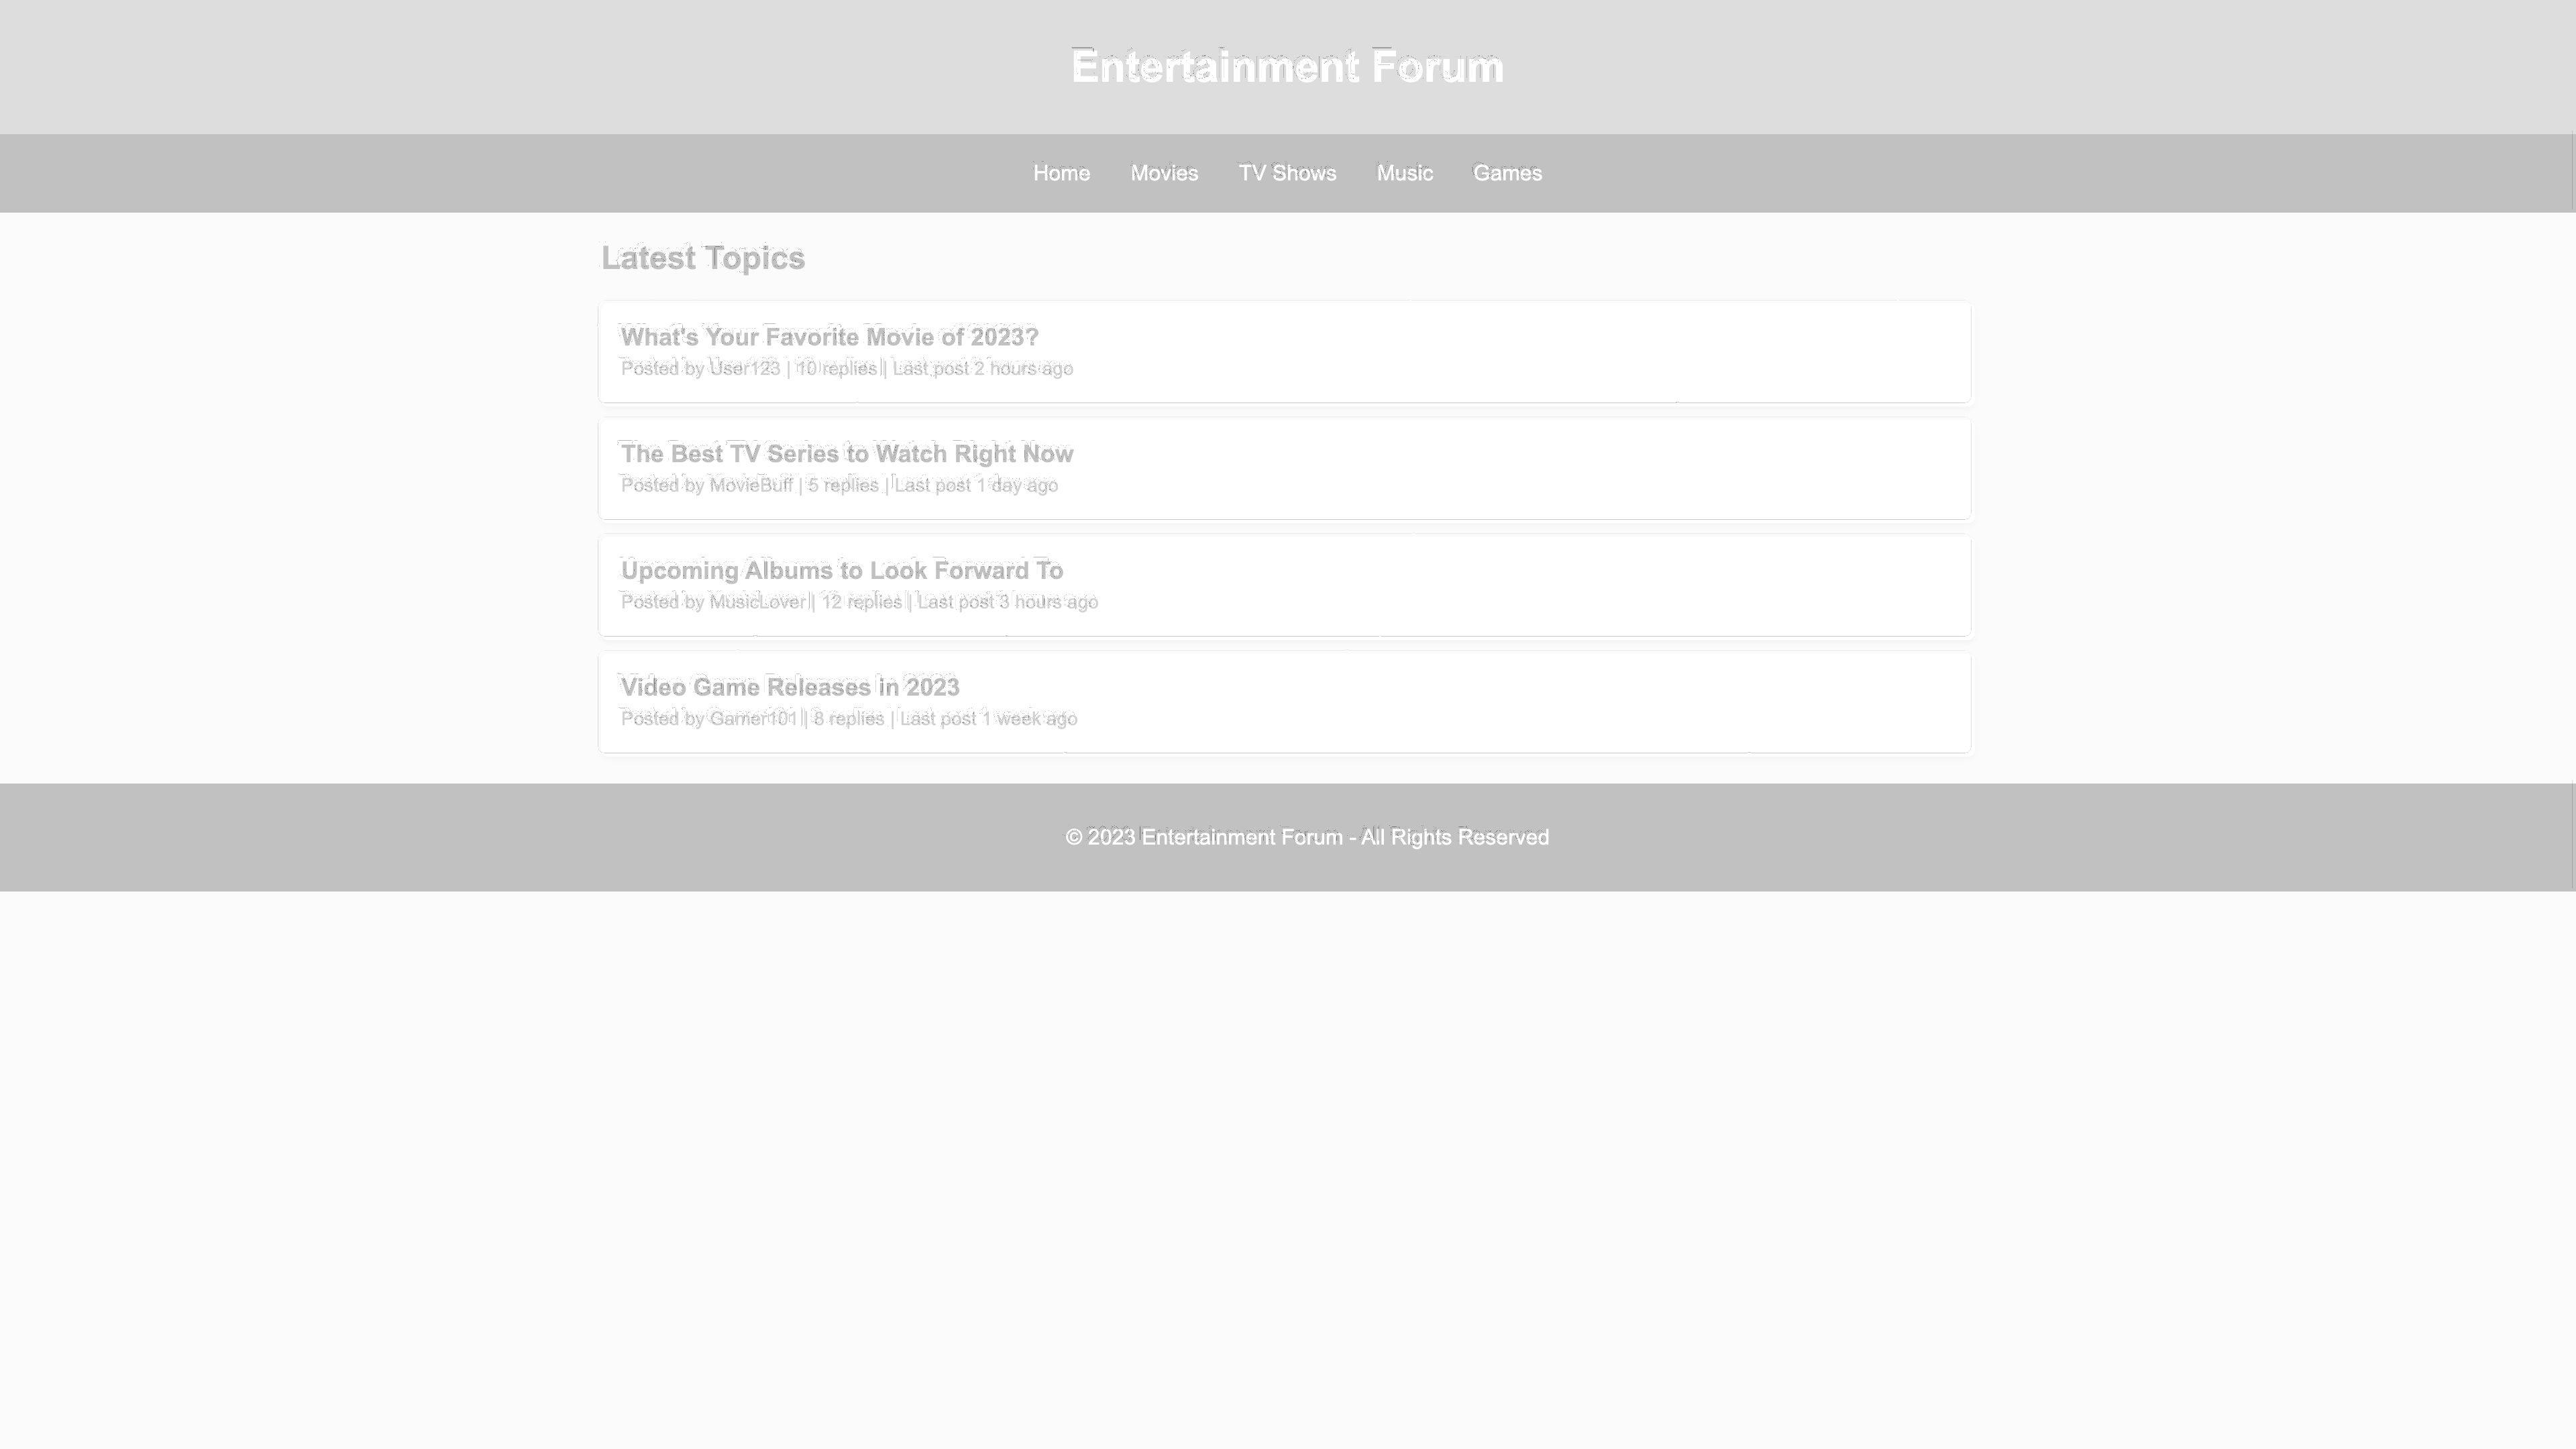 Entertainment Forum
Home Movies TV Shows Music Games
Latest Topics
What's Your Favorite Movie of 2023?
Posted by User123 | 10 replies | Last post 2 hours ago
The Best TV Series to Watch Right Now
Posted by MovieBuff | 5 replies | Last post 1 day ago
Upcoming Albums to Look Forward To
Posted by MusicLover | 12 replies | Last post 3 hours ago
Video Game Releases in 2023
Posted by Gamer101 | 8 replies | Last post 1 week ago
© 2023 Entertainment Forum - All Rights Reserved